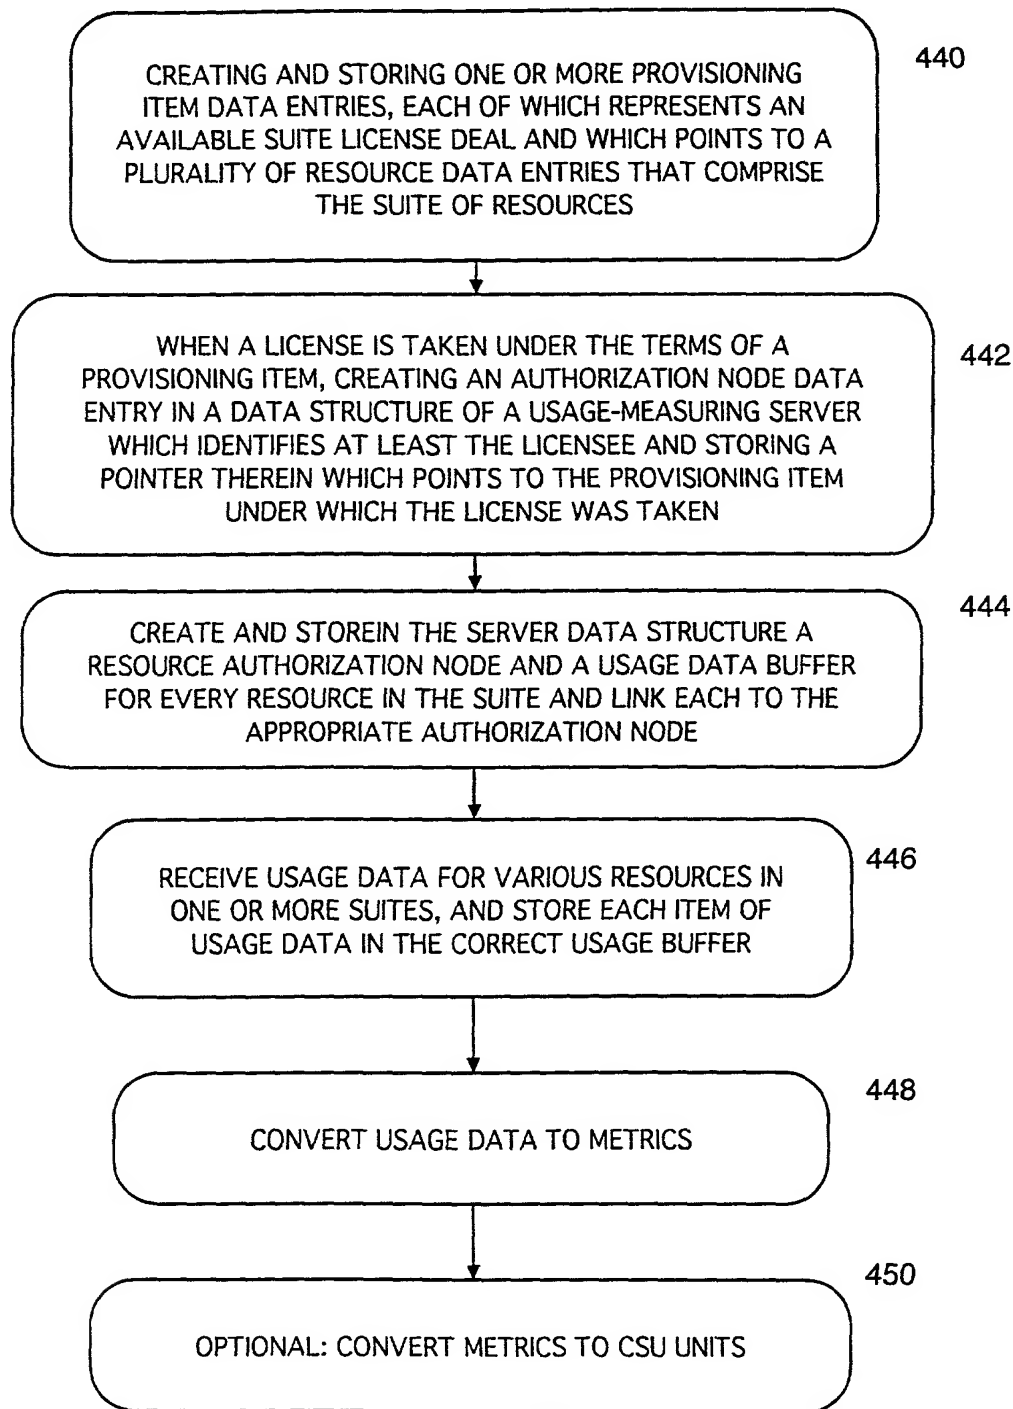 CREATING AND STORING ONE OR MORE PROVISIONING
ITEM DATA ENTRIES, EACH OF WHICH REPRESENTS AN
AVAILABLE SUITE LICENSE DEAL AND WHICH POINTS TO A
PLURALITY OF RESOURCE DATA ENTRIES THAT COMPRISE
THE SUITE OF RESOURCES
440
WHEN A LICENSE IS TAKEN UNDER THE TERMS OF A
PROVISIONING ITEM, CREATING AN AUTHORIZATION NODE DATA
ENTRY IN A DATA STRUCTURE OF A USAGE-MEASURING SERVER
WHICH IDENTIFIES AT LEAST THE LICENSEE AND STORING A
POINTER THEREIN WHICH POINTS TO THE PROVISIONING ITEM
UNDER WHICH THE LICENSE WAS TAKEN
442
CREATE AND STOREIN THE SERVER DATA STRUCTURE A
RESOURCE AUTHORIZATION NODE AND A USAGE DATA BUFFER
FOR EVERY RESOURCE IN THE SUITE AND LINK EACH TO THE
APPROPRIATE AUTHORIZATION NODE
444
RECEIVE USAGE DATA FOR VARIOUS RESOURCES IN
ONE OR MORE SUITES, AND STORE EACH ITEM OF
USAGE DATA IN THE CORRECT USAGE BUFFER
446
CONVERT USAGE DATA TO METRICS
448
OPTIONAL: CONVERT METRICS TO CSU UNITS
450